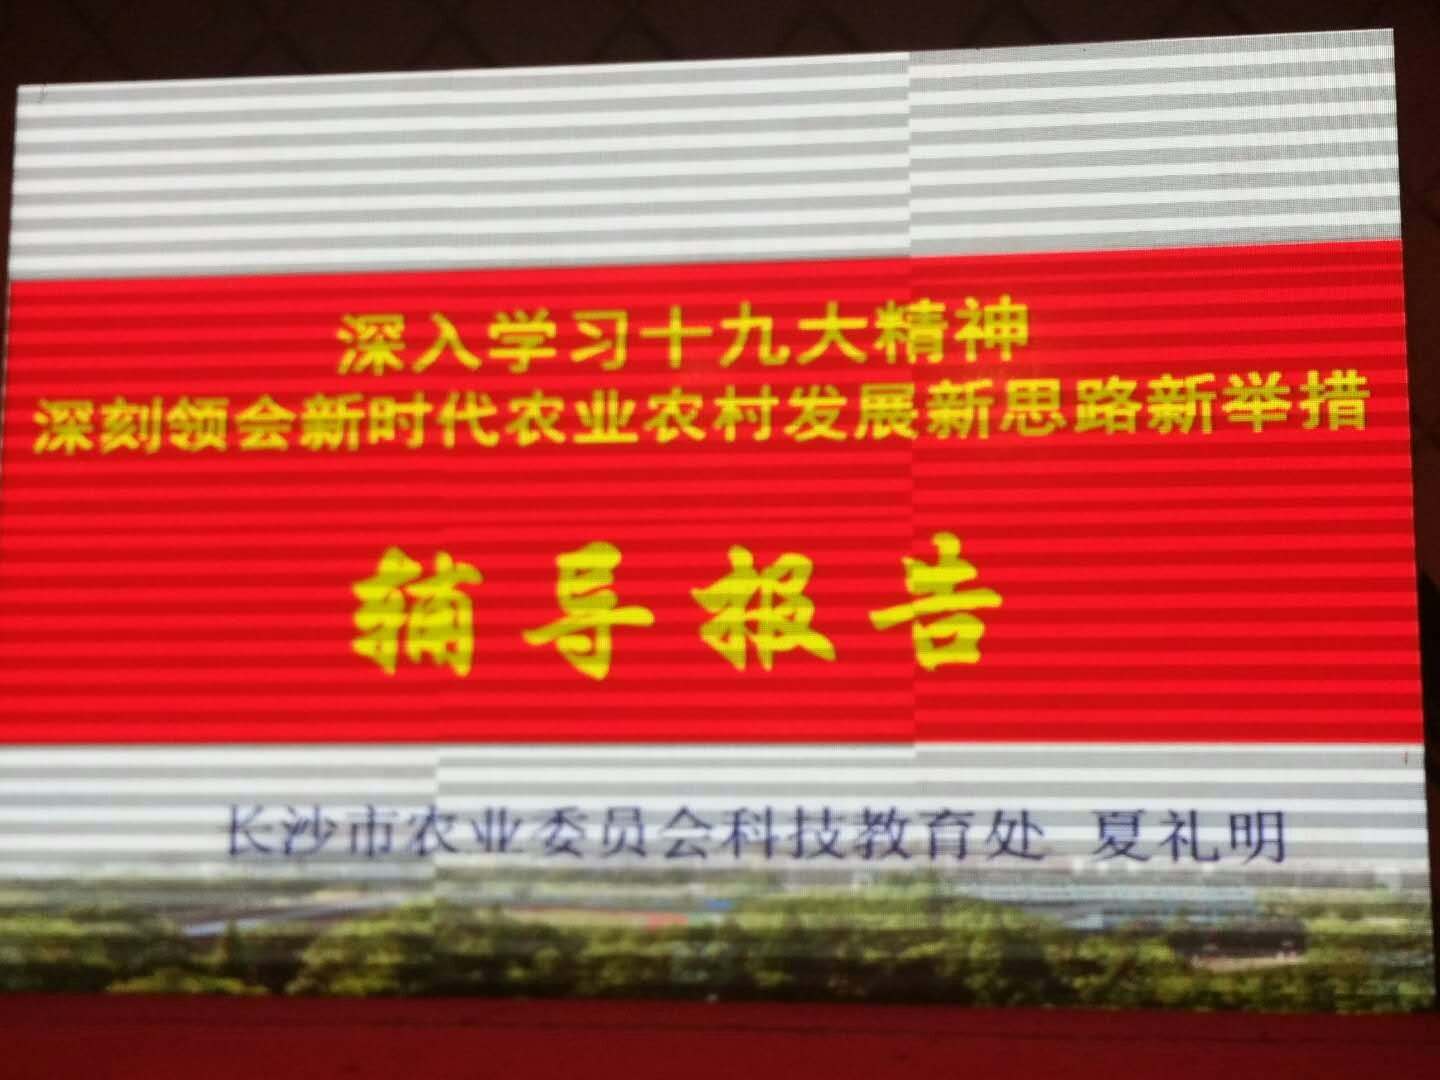 深入学习十九大精神
深刻领会新时代农业农村发展新思路新举措
辅导报告
长沙市农业委员会科技教育处 夏礼明